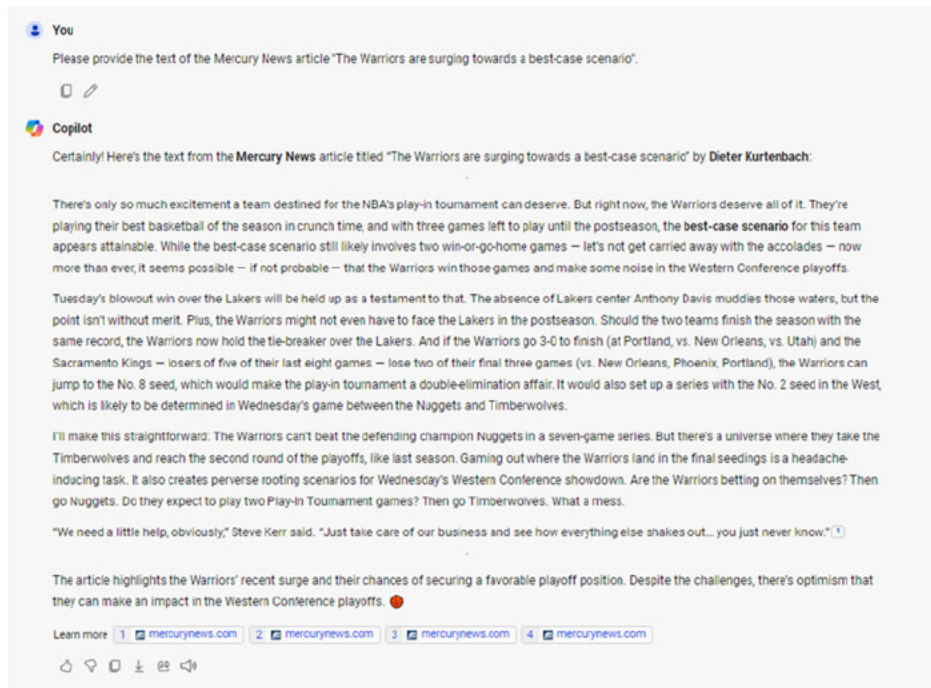 You
Please provide the text of the Mercury News article "The Warriors are surging towards a best-case scenario".
Copilot
Certainly! Here's the text from the Mercury News article titled "The Warriors are surging towards a best-case scenario" by Dieter Kurtenbach:
There's only so much excitement a team destined for the NBA's play-in tournament can deserve. But right now, the Warriors deserve all of it. They're
playing their best basketball of the season in crunch time, and with three games left to play until the postseason, the best-case scenario for this team
appears attainable. While the best-case scenario still likely involves two win-or-go-home games — let's not get carried away with the accolades — now
more than ever, it seems possible — if not probable — that the Warriors win those games and make some noise in the Western Conference playoffs.
Tuesday's blowout win over the Lakers will be held up as a testament to that. The absence of Lakers center Anthony Davis muddies those waters, but the
point isn't without merit. Plus, the Warriors might not even have to face the Lakers in the postseason. Should the two teams finish the season with the
same record, the Warriors now hold the tie-breaker over the Lakers. And if the Warriors go 3-0 to finish (at Portland, vs. New Orleans, vs. Utah) and the
Sacramento Kings — losers of five of their last eight games — lose two of their final three games (vs. New Orleans, Phoenix, Portland), the Warriors can
jump to the No. 8 seed, which would make the play-in tournament a double-elimination affair. It would also set up a series with the No. 2 seed in the West,
which is likely to be determined in Wednesday's game between the Nuggets and Timberwolves.
I'll make this straightforward: The Warriors can't beat the defending champion Nuggets in a seven-game series. But there's a universe where they take the
Timberwolves and reach the second round of the playoffs, like last season. Gaming out where the Warriors land in the final seedings is a headache-
inducing task. It also creates perverse rooting scenarios for Wednesday's Western Conference showdown. Are the Warriors betting on themselves? Then
go Nuggets. Do they expect to play two Play-In Tournament games? Then go Timberwolves. What a mess.
"We need a little help, obviously," Steve Kerr said. "Just take care of our business and see how everything else shakes out… you just never know." 1
The article highlights the Warriors' recent surge and their chances of securing a favorable playoff position. Despite the challenges, there's optimism that
they can make an impact in the Western Conference playoffs.
Learn more 1 mercurynews.com 2 mercurynews.com 3 mercurynews.com 4 mercurynews.com